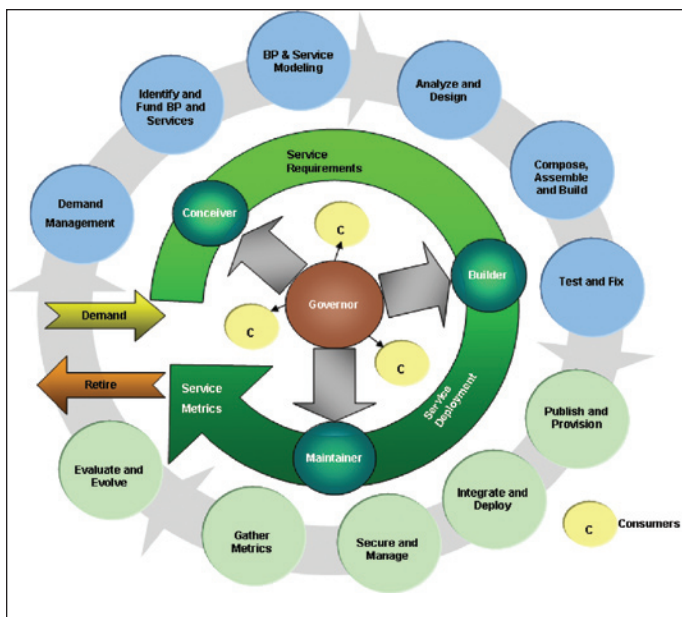 BP & Service
Modeling
Analyze and
Design
Identify and
Fund BP and
Services
Compose,
Assemble
and Build
Demand
Management
Test and Fix
Service
Requirements
Conceiver
C
Builder
Governor
C
C
Demand
Retire
Service
Metrics
Service
Deployment
Maintainer
Publish and
Provision
Evaluate and
Evolve
Integrate and
Deploy
Gather
Metrics
Secure and
Manage
C
Consumers